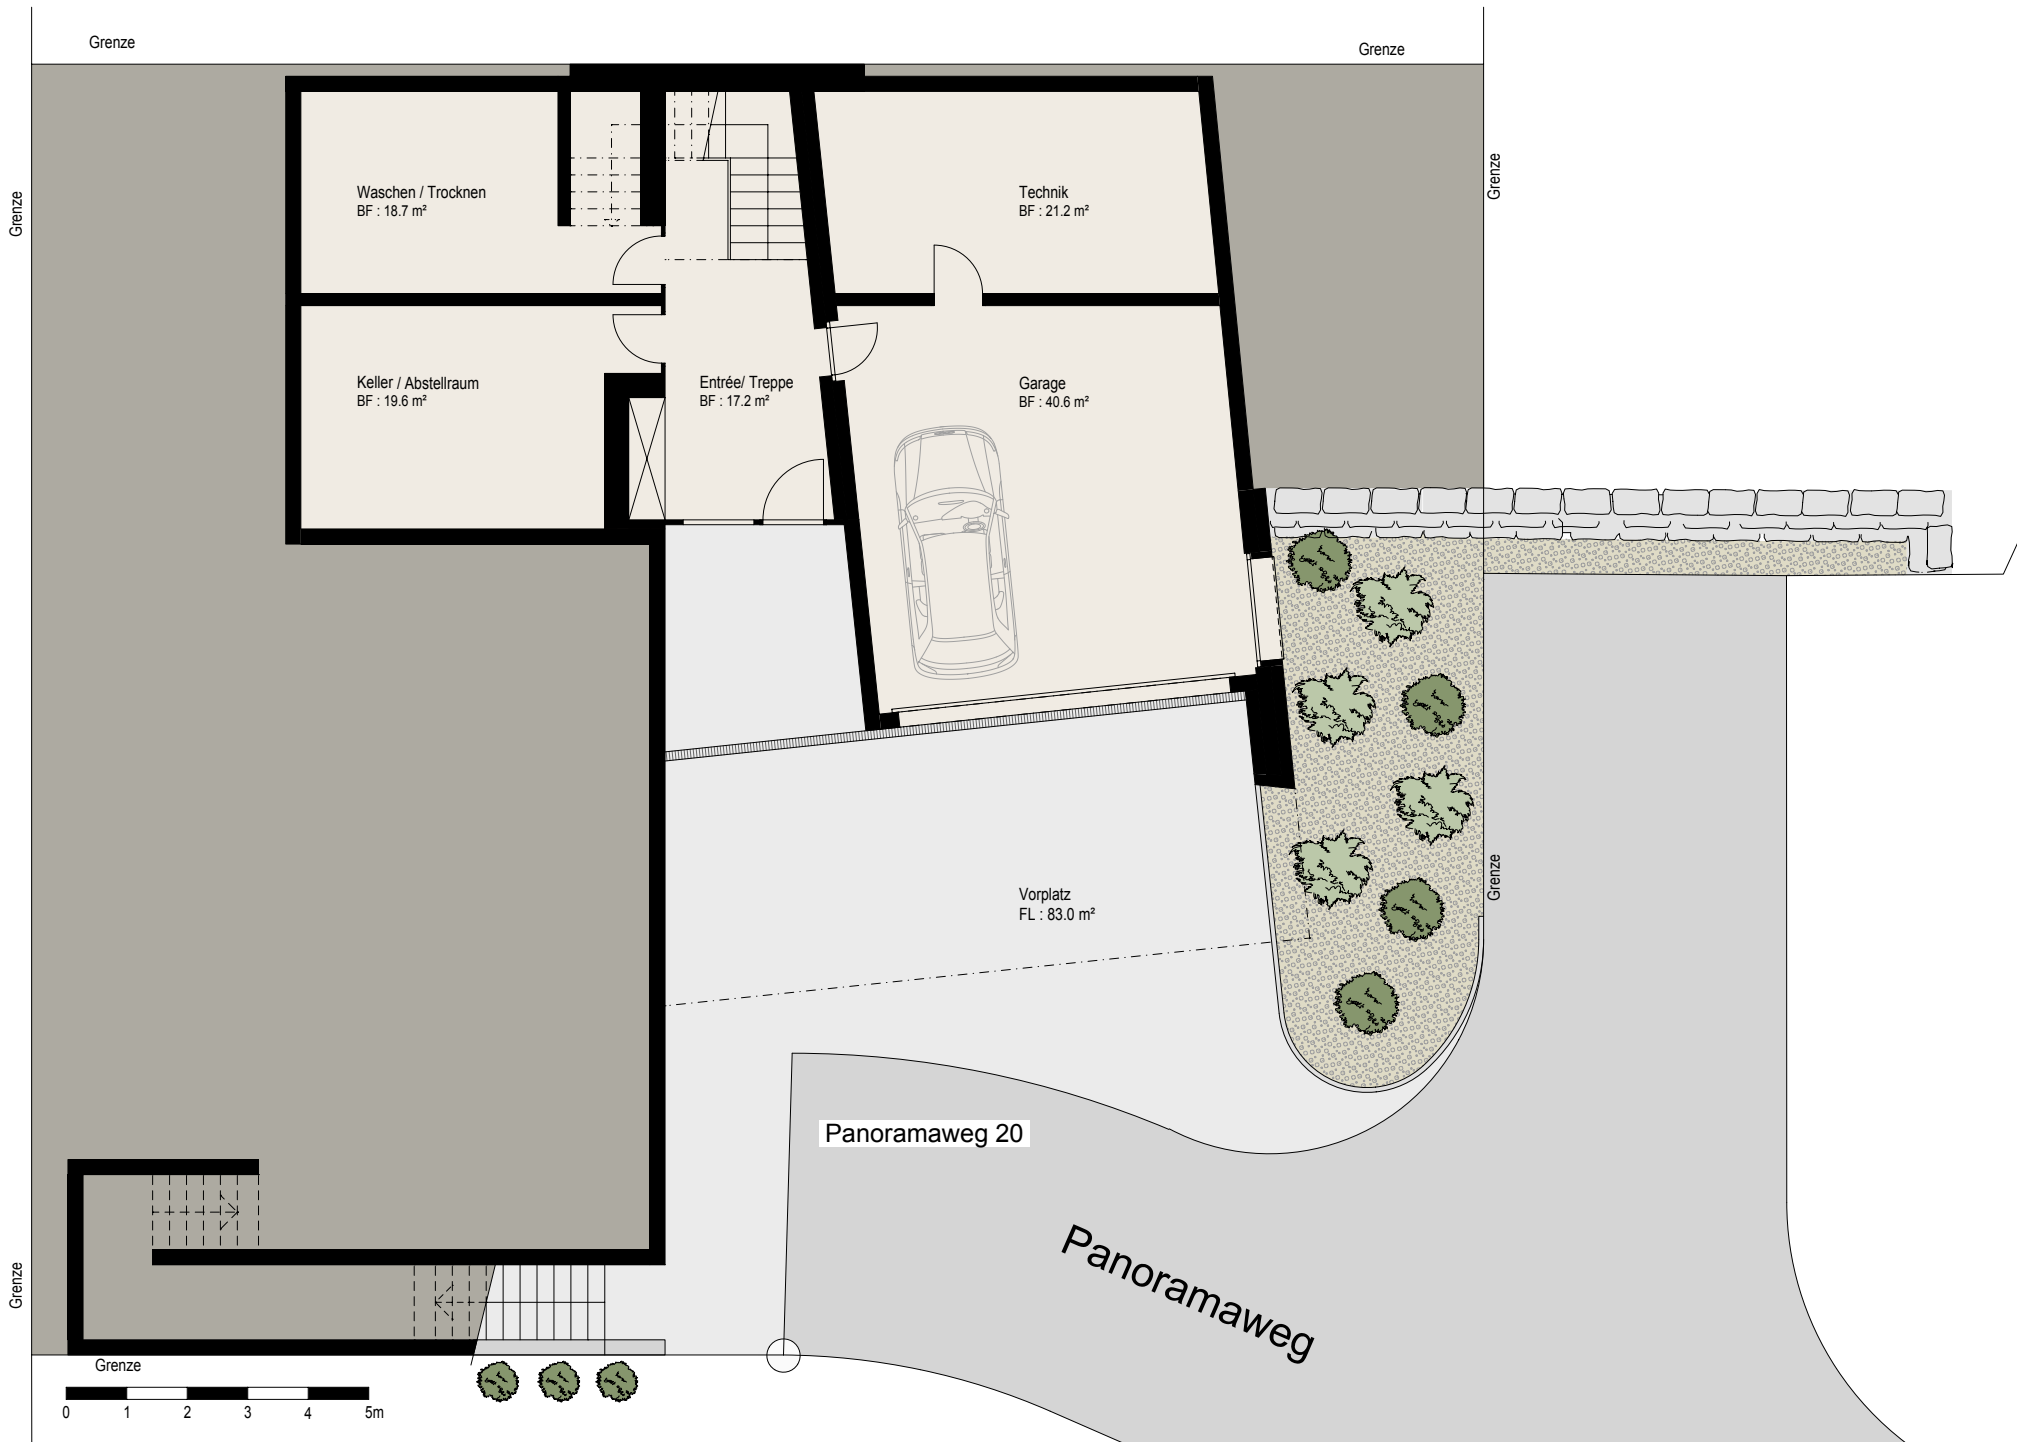 Grenze
Grenze
Grenze
Grenze
Waschen / Trocknen
BF : 18.7 m²
Technik
BF : 21.2 m²
Keller / Abstellraum
BF : 19.6 m²
Entrée/ Treppe
BF : 17.2 m²
Garage
BF : 40.6 m²
Vorplatz
FL : 83.0 m²
Grenze
Panoramaweg 20
Panoramaweg
Grenze
Grenze
0 1 2 3 4 5m